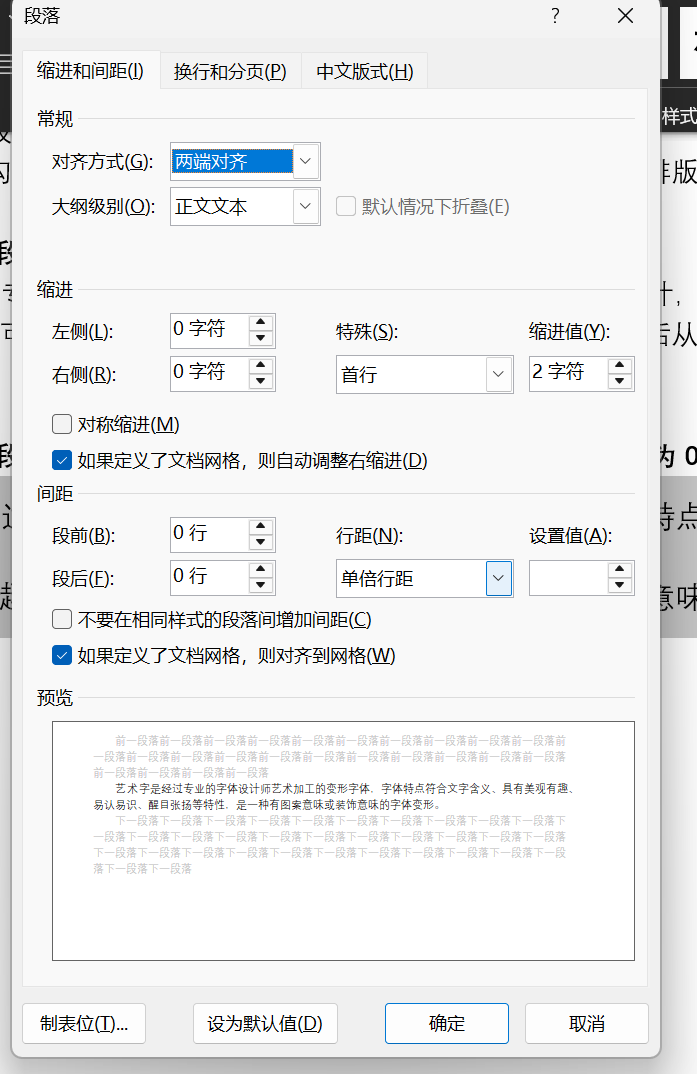 段落
缩进和间距(I) 换行和分页(P) 中文版式(H)
样式
常规
对齐方式(G): 两端对齐
排版
大纲级别(O): 正文文本 默认情况下折叠(E)
段
缩进
计，
左侧(L): 0 字符 特殊(S): 缩进值(Y):
后从
右侧(R): 0 字符 首行 2 字符
对称缩进(M)
段 为 0
如果定义了文档网格，则自动调整右缩进(D)
间距
特点
段前(B): 0 行 行距(N): 设置值(A):
段后(F): 0 行 单倍行距
意味
不要在相同样式的段落间增加间距(C)
如果定义了文档网格，则对齐到网格(W)
预览
前一段落前一段落前一段落前一段落前一段落前一段落前一段落前一段落前一段落前一段落前
一段落前一段落前一段落前一段落前一段落前一段落前一段落前一段落前一段落前一段落前一段落
前一段落前一段落前一段落前一段落
艺术字是经过专业的字体设计师艺术加工的变形字体，字体特点符合文字含义、具有美观有趣、
易认易识、醒目张扬等特性，是一种有图案意味或装饰意味的字体变形。
下一段落下一段落下一段落下一段落下一段落下一段落下一段落下一段落下一段落下一段落下
一段落下一段落下一段落下一段落下一段落下一段落下一段落下一段落下一段落下一段落下一段落
下一段落下一段落下一段落下一段落下一段落下一段落下一段落下一段落下一段落下一段落下一段
落下一段落下一段落
制表位(T)... 设为默认值(D) 确定 取消